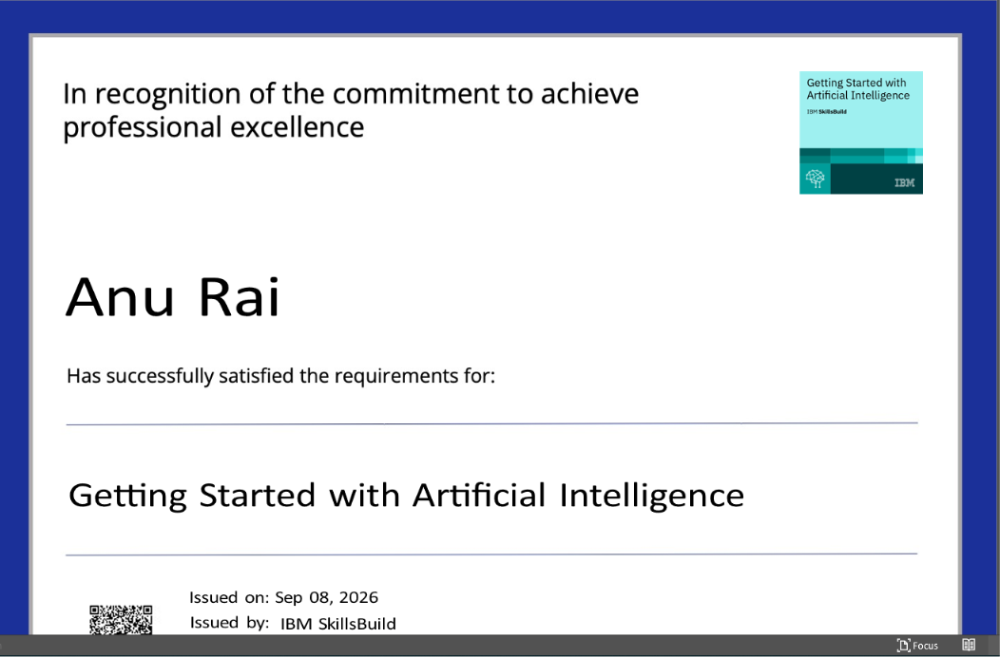 In recognition of the commitment to achieve
professional excellence
Getting Started with
Artificial Intelligence
IBM SkillsBuild
IBM
Anu Rai
Has successfully satisfied the requirements for:
Getting Started with Artificial Intelligence
Issued on: Sep 08, 2026
Issued by: IBM SkillsBuild
Focus